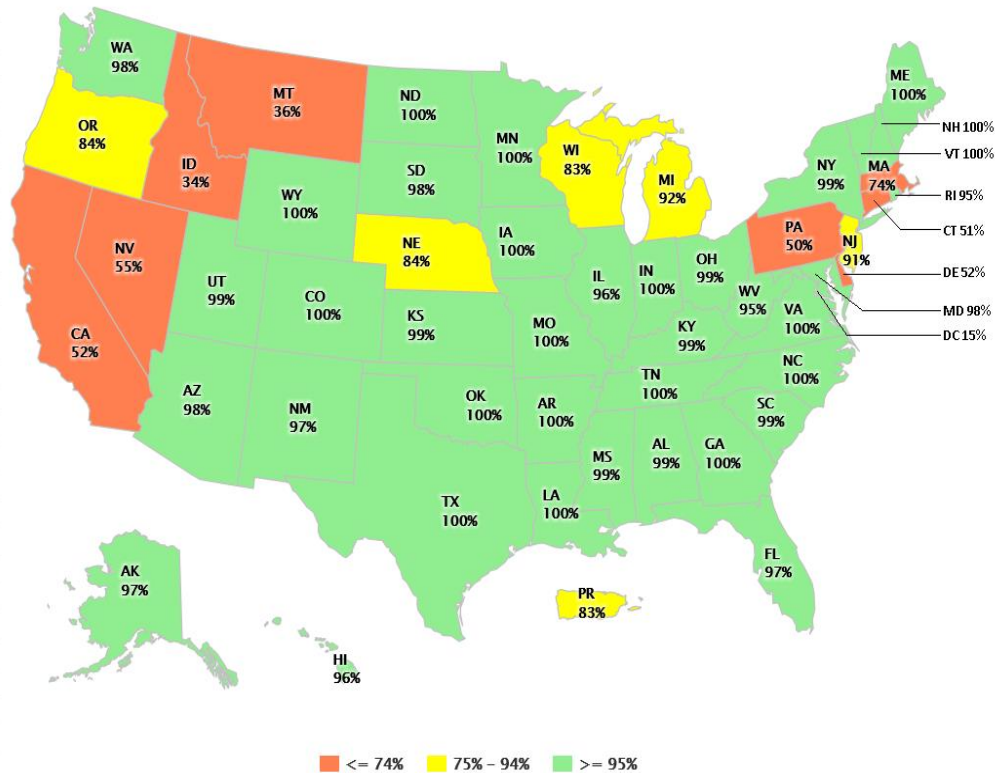 WA
98%
MT
36%
ND
100%
MN
100%
ME
100%
OR
84%
ID
34%
SD
98%
WI
83%
MI
92%
NH 100%
VT 100%
NY
99%
MA
74%
RI 95%
CT 51%
WY
100%
NE
84%
IA
100%
PA
50%
NJ
91%
DE 52%
MD 98%
DC 15%
NV
55%
UT
99%
CO
100%
KS
99%
IL
96%
IN
100%
OH
99%
WV
95%
VA
100%
CA
52%
MO
100%
KY
99%
NC
100%
AZ
98%
NM
97%
OK
100%
AR
100%
TN
100%
SC
99%
MS
99%
AL
99%
GA
100%
TX
100%
LA
100%
FL
97%
AK
97%
PR
83%
HI
96%
<= 74%
75% - 94%
>= 95%